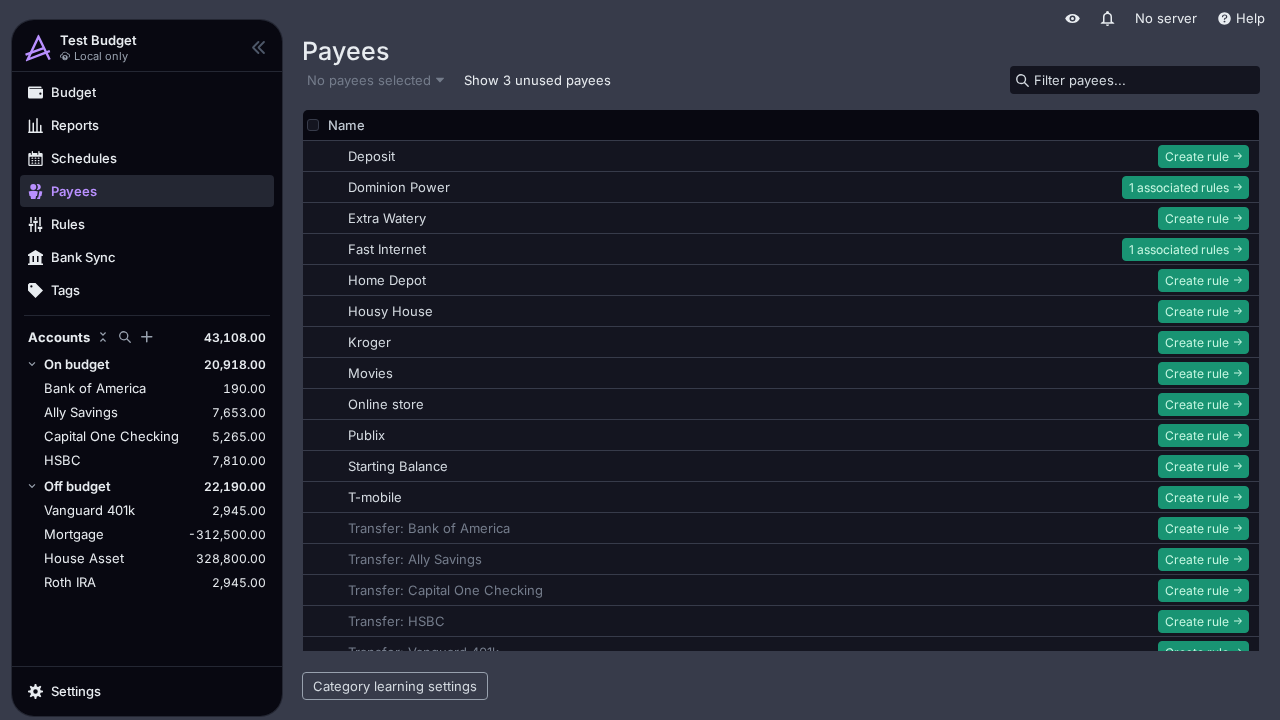 Test Budget
Local only
Budget
Reports
Schedules
Payees
Rules
Bank Sync
Tags
Accounts 43,108.00
On budget 20,918.00
Bank of America 190.00
Ally Savings 7,653.00
Capital One Checking 5,265.00
HSBC 7,810.00
Off budget 22,190.00
Vanguard 401k 2,945.00
Mortgage -312,500.00
House Asset 328,800.00
Roth IRA 2,945.00
Settings
No server Help
Payees
No payees selected Show 3 unused payees Filter payees...
Name
Deposit Create rule
Dominion Power 1 associated rules
Extra Watery Create rule
Fast Internet 1 associated rules
Home Depot Create rule
Housy House Create rule
Kroger Create rule
Movies Create rule
Online store Create rule
Publix Create rule
Starting Balance Create rule
T-mobile Create rule
Transfer: Bank of America Create rule
Transfer: Ally Savings Create rule
Transfer: Capital One Checking Create rule
Transfer: HSBC Create rule
Transfer: Vanguard 401k Create rule
Category learning settings